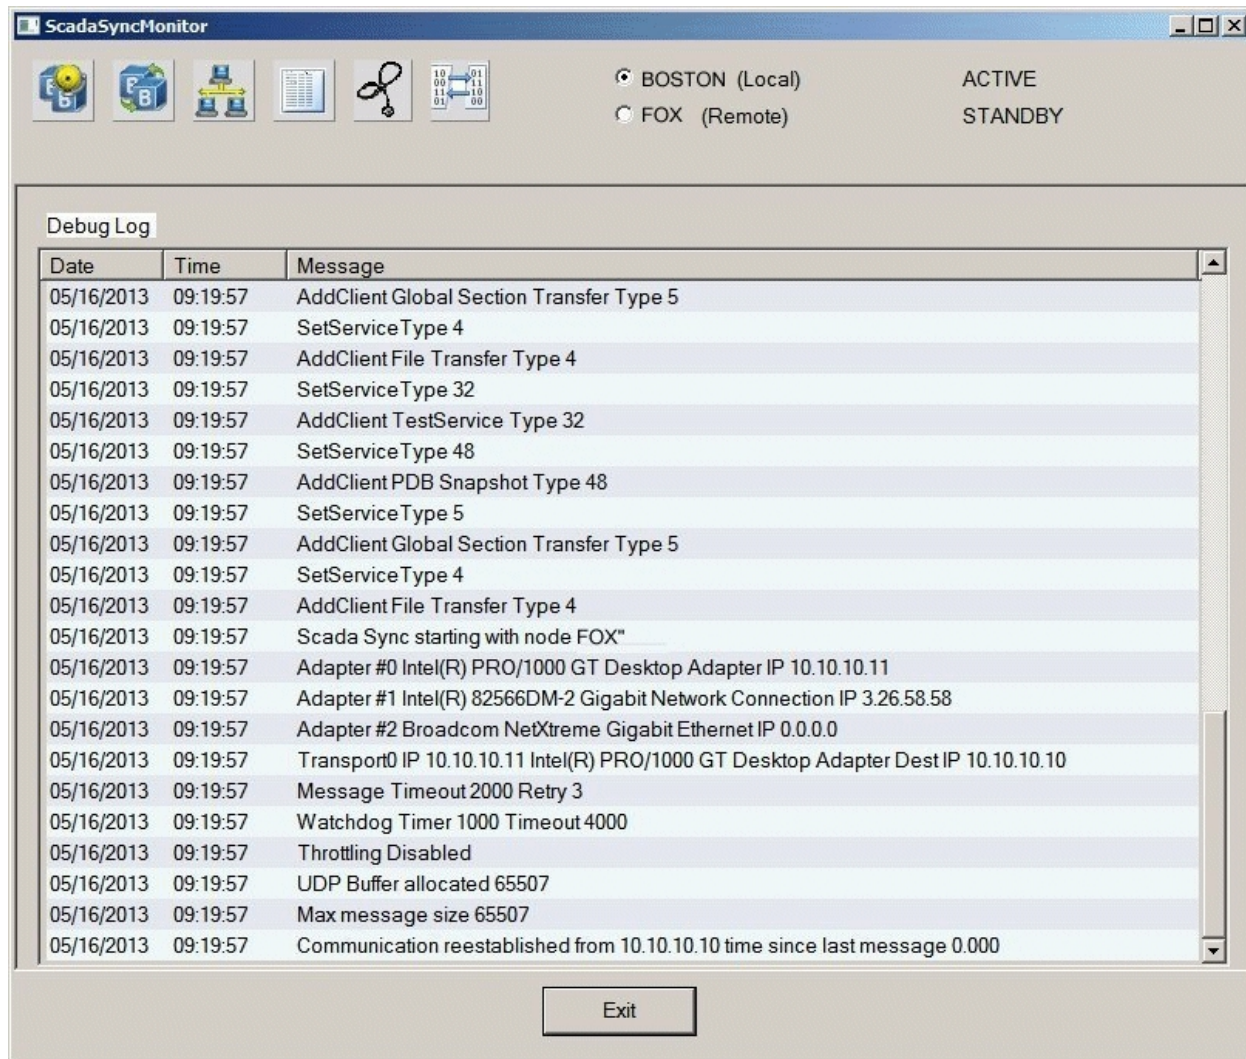 ScadaSyncMonitor
BOSTON (Local) ACTIVE
FOX (Remote) STANDBY
Debug Log
Date Time Message
05/16/2013 09:19:57 AddClient Global Section Transfer Type 5
05/16/2013 09:19:57 SetServiceType 4
05/16/2013 09:19:57 AddClient File Transfer Type 4
05/16/2013 09:19:57 SetServiceType 32
05/16/2013 09:19:57 AddClient TestService Type 32
05/16/2013 09:19:57 SetServiceType 48
05/16/2013 09:19:57 AddClient PDB Snapshot Type 48
05/16/2013 09:19:57 SetServiceType 5
05/16/2013 09:19:57 AddClient Global Section Transfer Type 5
05/16/2013 09:19:57 SetServiceType 4
05/16/2013 09:19:57 AddClient File Transfer Type 4
05/16/2013 09:19:57 Scada Sync starting with node FOX"
05/16/2013 09:19:57 Adapter #0 Intel(R) PRO/1000 GT Desktop Adapter IP 10.10.10.11
05/16/2013 09:19:57 Adapter #1 Intel(R) 82566DM-2 Gigabit Network Connection IP 3.26.58.58
05/16/2013 09:19:57 Adapter #2 Broadcom NetXtreme Gigabit Ethernet IP 0.0.0.0
05/16/2013 09:19:57 Transport0 IP 10.10.10.11 Intel(R) PRO/1000 GT Desktop Adapter Dest IP 10.10.10.10
05/16/2013 09:19:57 Message Timeout 2000 Retry 3
05/16/2013 09:19:57 Watchdog Timer 1000 Timeout 4000
05/16/2013 09:19:57 Throttling Disabled
05/16/2013 09:19:57 UDP Buffer allocated 65507
05/16/2013 09:19:57 Max message size 65507
05/16/2013 09:19:57 Communication reestablished from 10.10.10.10 time since last message 0.000
Exit